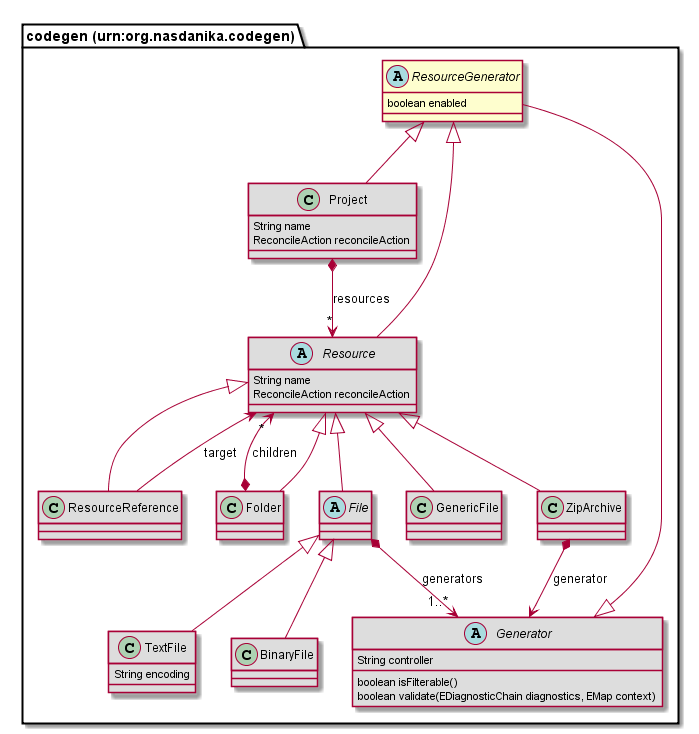 codegen (urn:org.nasdanika.codegen)
A ResourceGenerator
boolean enabled
C Project
String name
ReconcileAction reconcileAction
resources
*
A Resource
String name
ReconcileAction reconcileAction
*
target
children
C ResourceReference
C Folder
A File
C GenericFile
C ZipArchive
generators
generator
1..*
C TextFile
String encoding
C BinaryFile
A Generator
String controller
boolean isFilterable()
boolean validate(EDiagnosticChain diagnostics, EMap context)